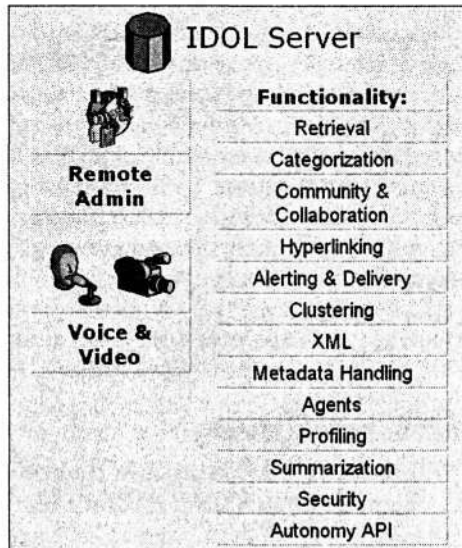 IDOL Server
Remote
Admin
Voice &
Video
Functionality:
Retrieval
Categorization
Community &
Collaboration
Hyperlinking
Alerting & Delivery
Clustering
XML
Metadata Handling
Agents
Profiling
Summarization
Security
Autonomy API